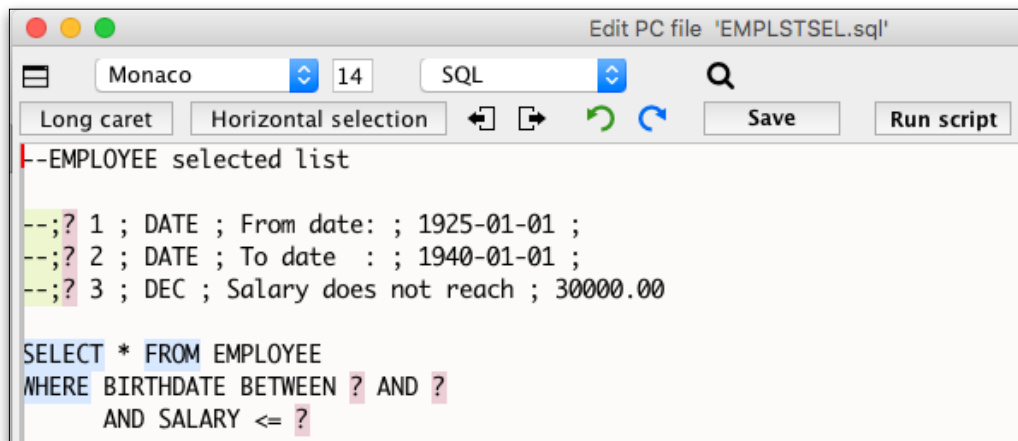 Edit PC file 'EMPLSTSEL.sql'
Monaco 14 SQL
Long caret Horizontal selection Save Run script
--EMPLOYEE selected list
--;? 1 ; DATE ; From date: ; 1925-01-01 ;
--;? 2 ; DATE ; To date  : ; 1940-01-01 ;
--;? 3 ; DEC ; Salary does not reach ; 30000.00
SELECT * FROM EMPLOYEE
WHERE BIRTHDATE BETWEEN ? AND ?
      AND SALARY <= ?